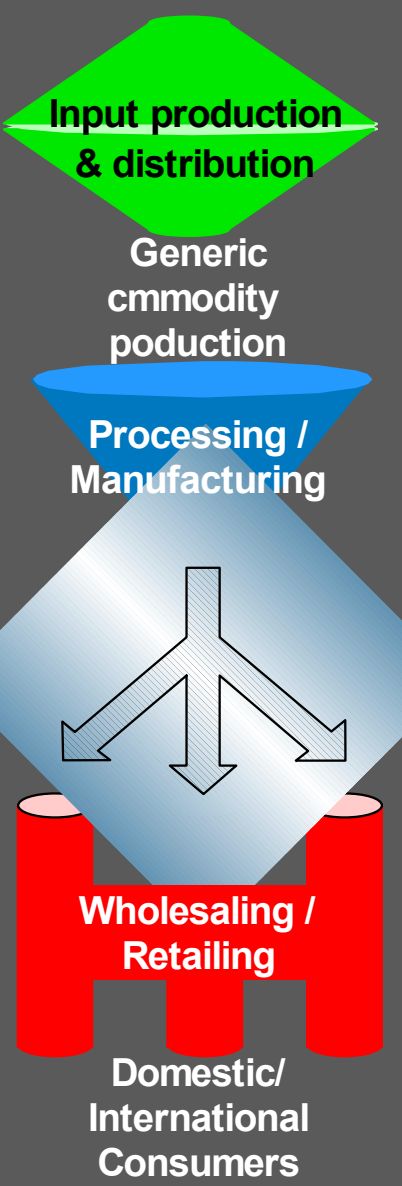 Input production
& distribution
Generic
cmmodity
poduction
Processing /
Manufacturing
Wholesaling /
Retailing
Domestic/
International
Consumers